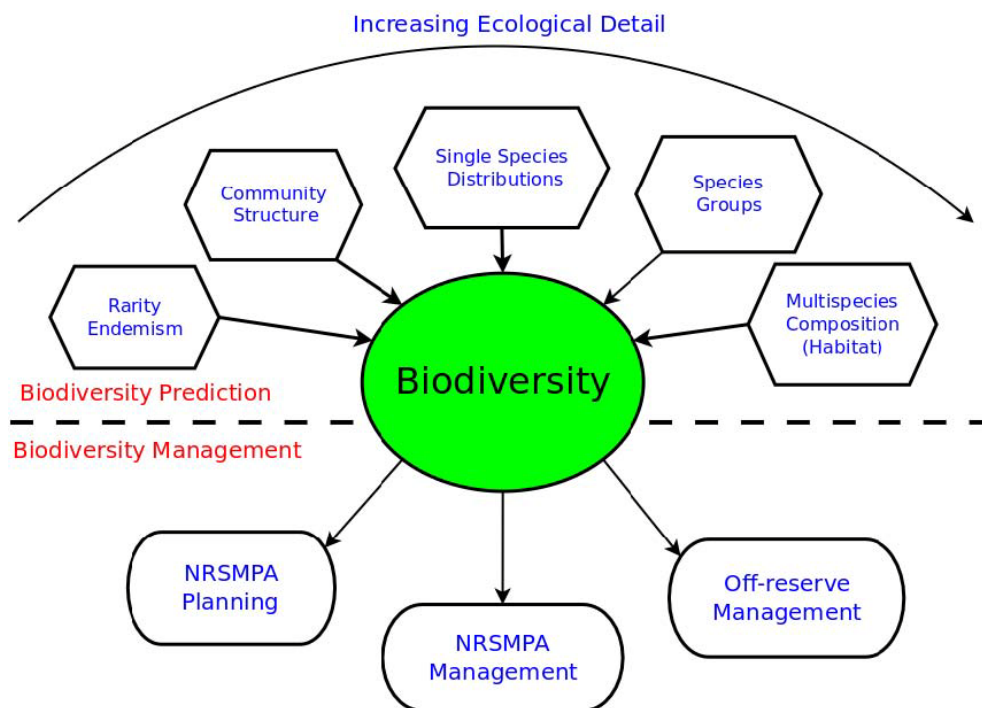 Increasing Ecological Detail
Single Species
Distributions
Community
Structure
Species
Groups
Rarity
Endemism
Multispecies
Composition
(Habitat)
Biodiversity
Biodiversity Prediction
Biodiversity Management
NRSMPA
Planning
NRSMPA
Management
Off-reserve
Management